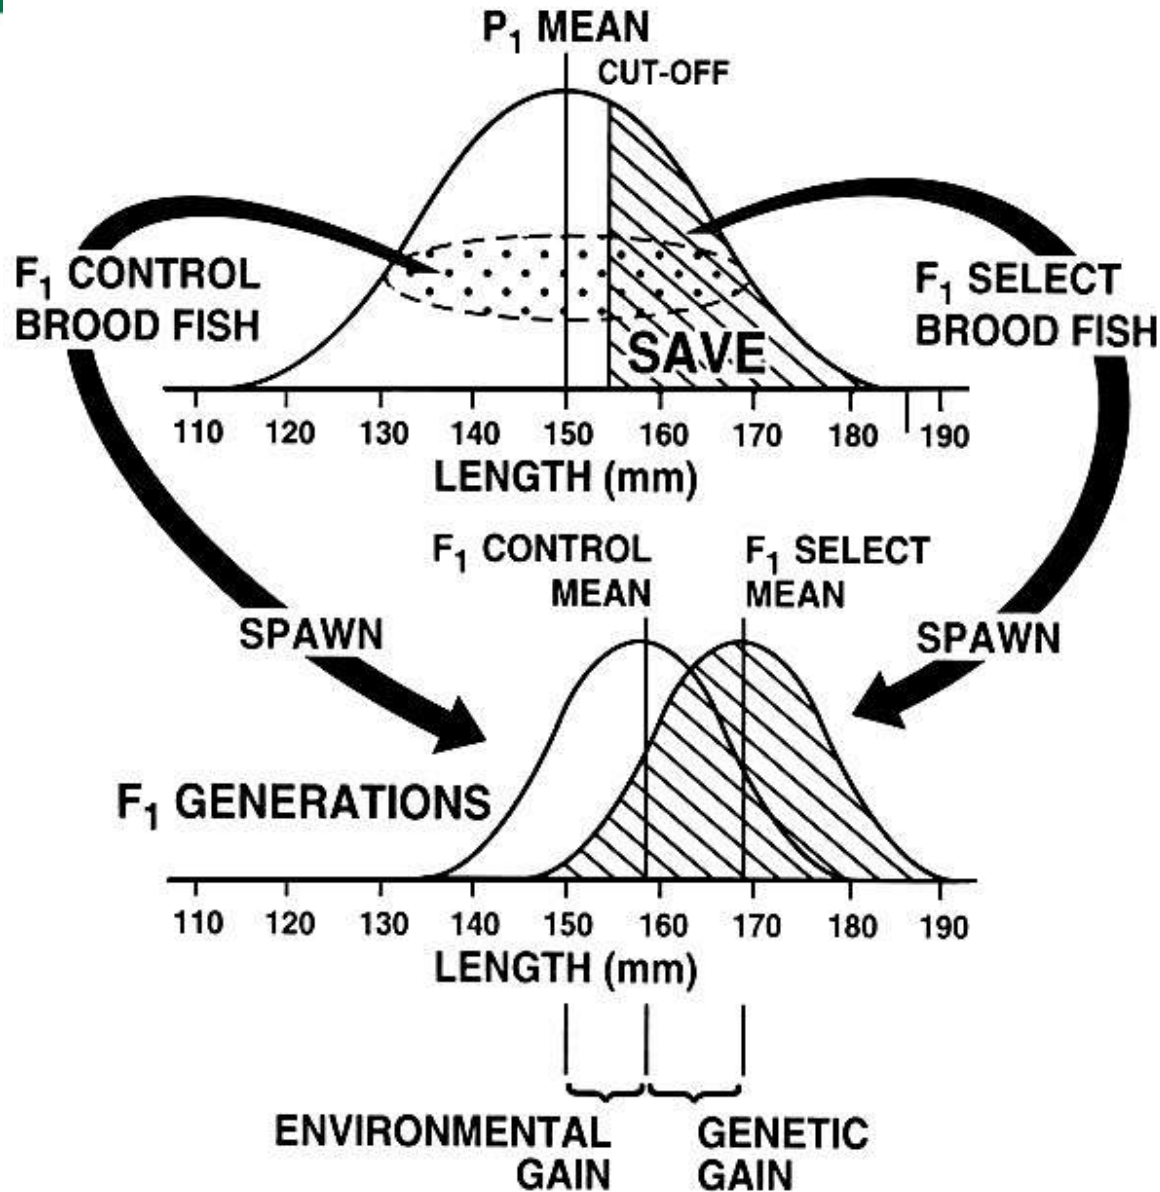 P₁ MEAN
CUT-OFF
F₁ CONTROL
BROOD FISH
F₁ SELECT
BROOD FISH
SAVE
110 120 130 140 150 160 170 180 190
LENGTH (mm)
F₁ CONTROL
MEAN
F₁ SELECT
MEAN
SPAWN
SPAWN
F₁ GENERATIONS
110 120 130 140 150 160 170 180 190
LENGTH (mm)
ENVIRONMENTAL
GAIN
GENETIC
GAIN